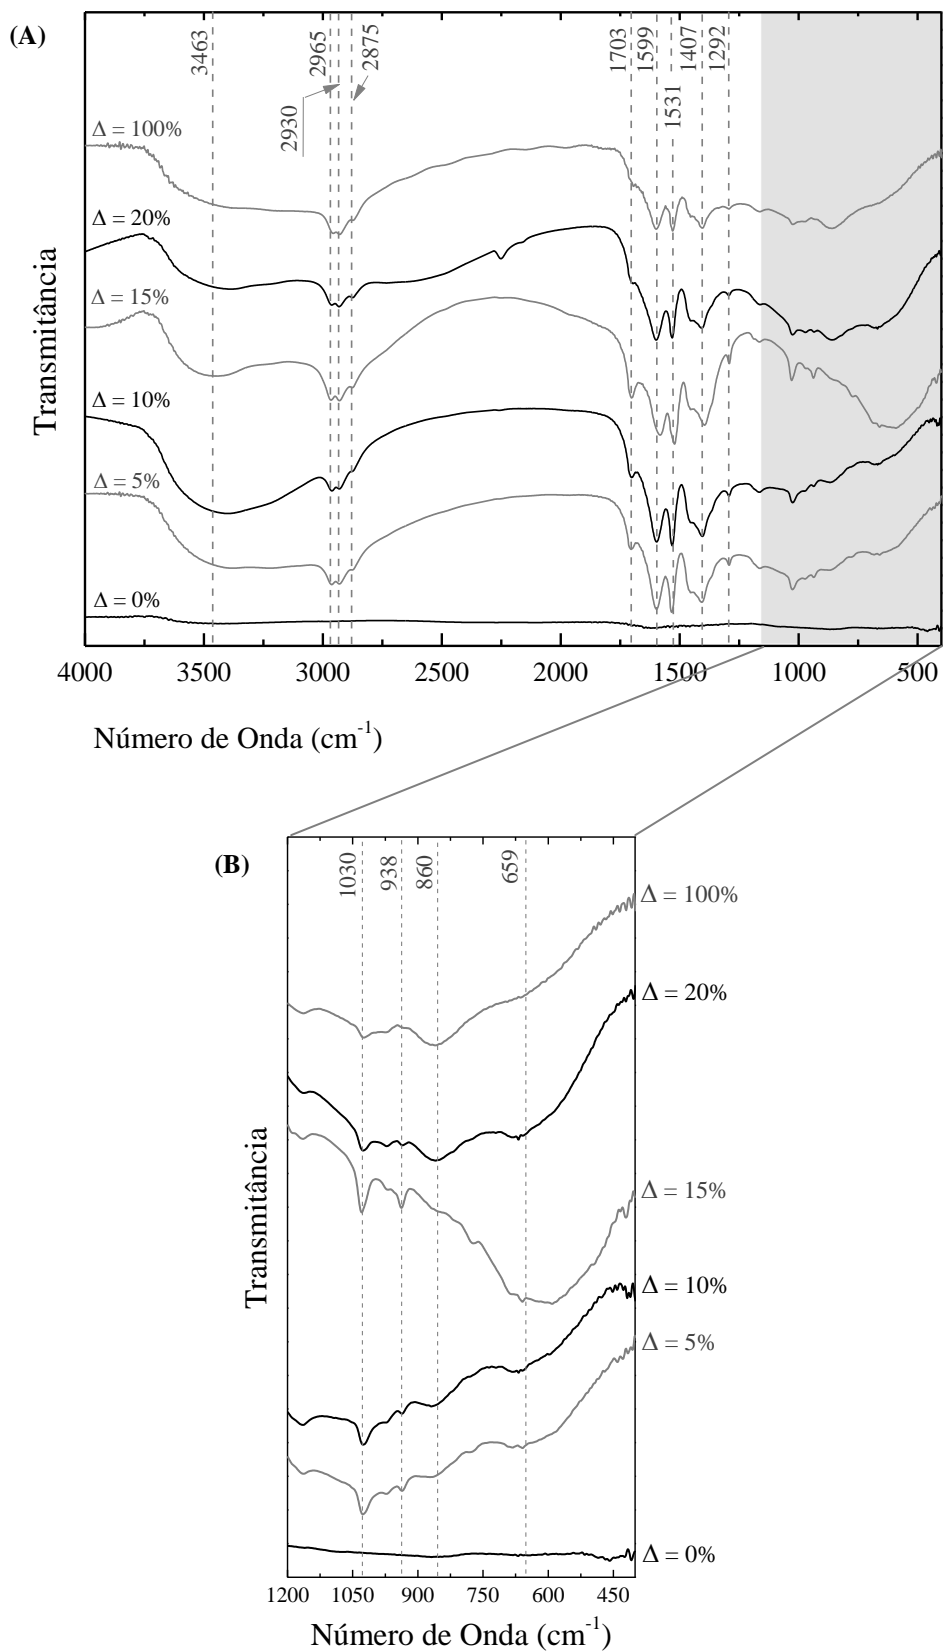 (A)
3463
2965
2930
2875
1703
1599
1531
1407
1292
Δ = 100%
Δ = 20%
Δ = 15%
Δ = 10%
Δ = 5%
Δ = 0%
Transmitância
4000 3500 3000 2500 2000 1500 1000 500
Número de Onda (cm⁻¹)
(B)
1030
938
860
659
Δ = 100%
Δ = 20%
Δ = 15%
Δ = 10%
Δ = 5%
Δ = 0%
Transmitância
1200 1050 900 750 600 450
Número de Onda (cm⁻¹)